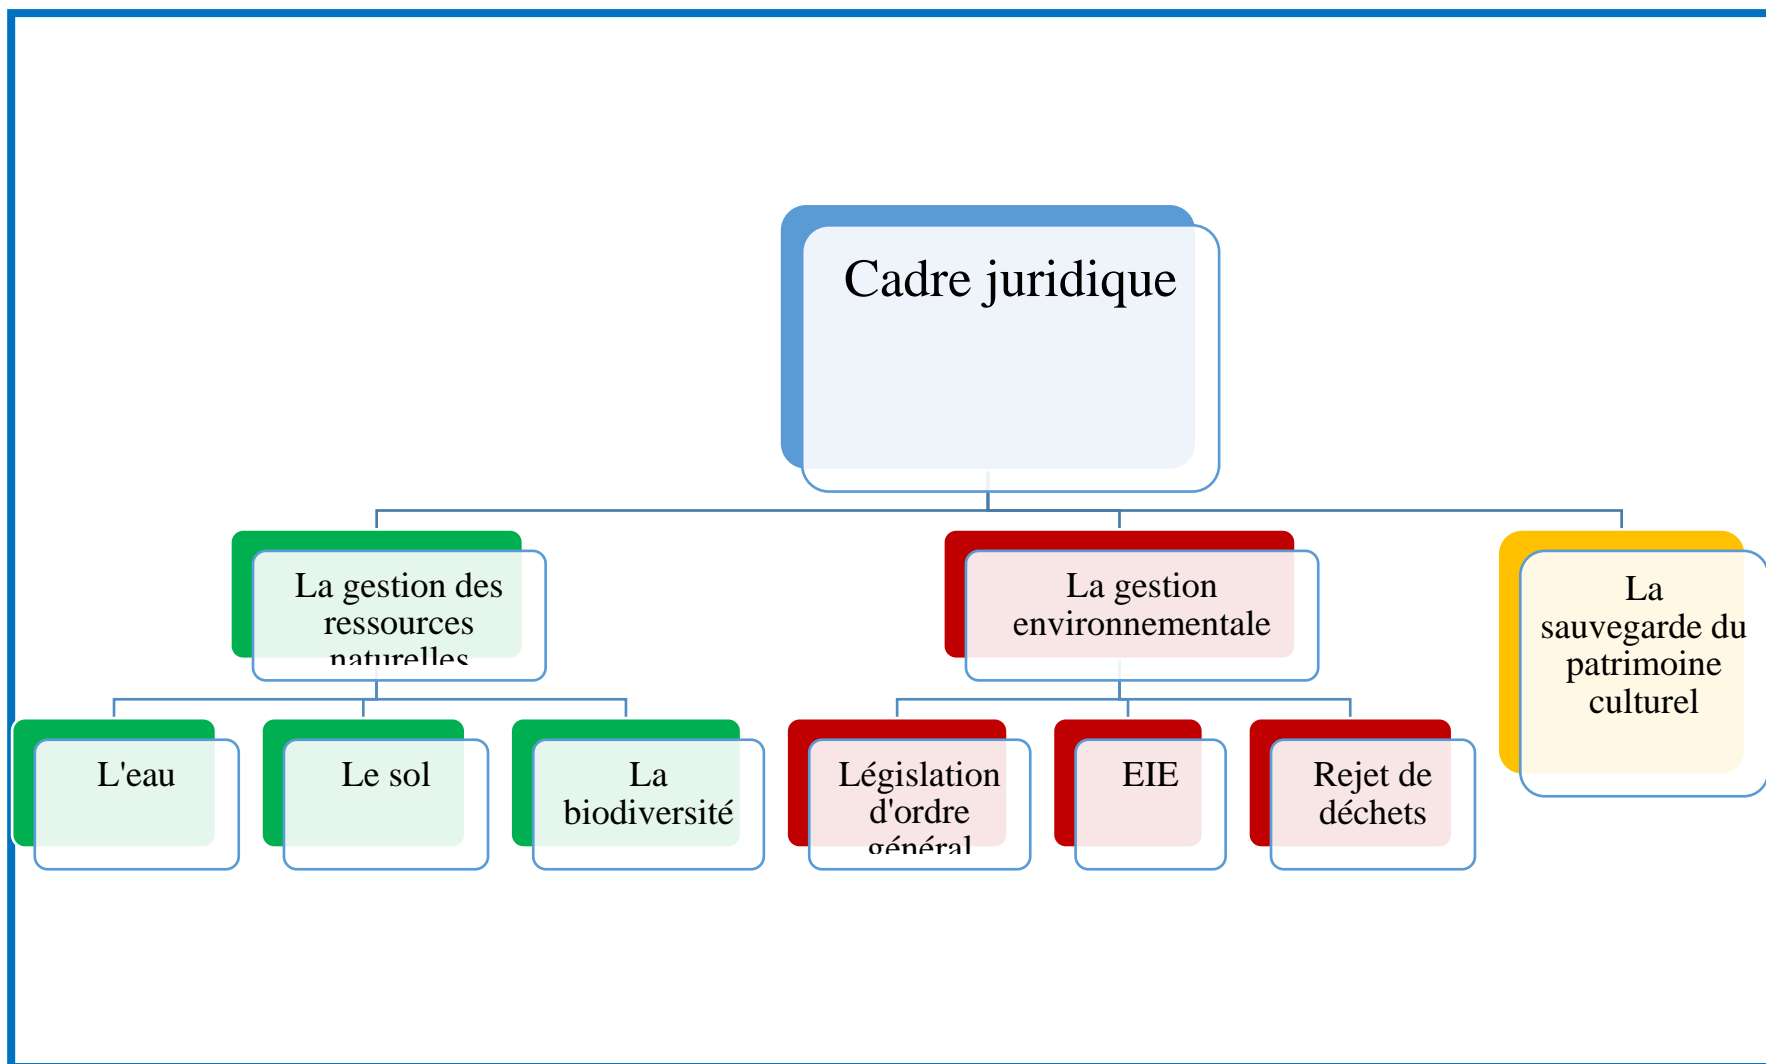 Cadre juridique
La gestion des
ressources
naturelles
La gestion
environnementale
La
sauvegarde du
patrimoine
culturel
L'eau
Le sol
La
biodiversité
Législation
d'ordre
général
EIE
Rejet de
déchets